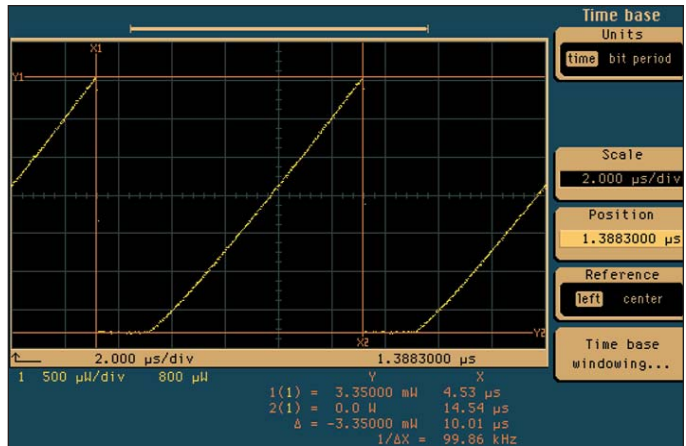 Time base
Units
time bit period
Scale
2.000 µs/div
Position
1.3883000 µs
Reference
left center
Time base
windowing...
X1
Y1
X2
Y2
2.000 µs/div 1.3883000 µs
1 500 µW/div 800 µW
Y X
1(1) = 3.35000 mW 4.53 µs
2(1) = 0.0 W 14.54 µs
Δ = -3.35000 mW 10.01 µs
1/ΔX = 99.86 kHz